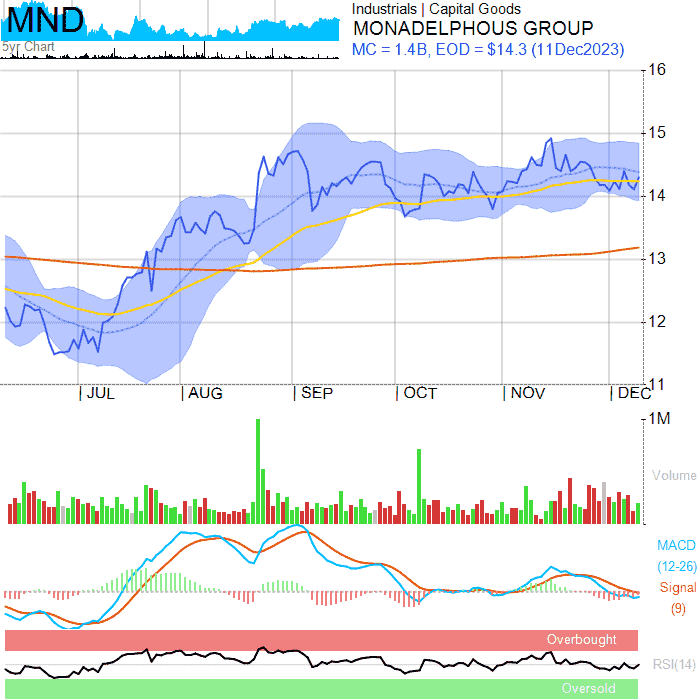 MND
5yr Chart
Industrials | Capital Goods
MONADELPHOUS GROUP
MC = 1.4B, EOD = $14.3 (11Dec2023)
16
15
14
13
12
11
JUL
AUG
SEP
OCT
NOV
DEC
1M
Volume
MACD
(12-26)
Signal
(9)
Overbought
RSI(14)
Oversold